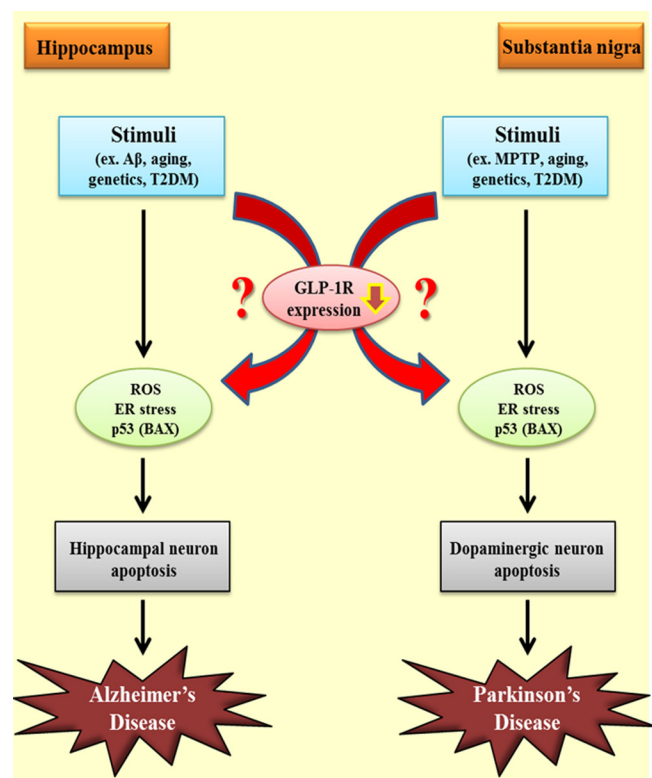 Hippocampus
Substantia nigra
Stimuli
(ex. Aβ, aging,
genetics, T2DM)
Stimuli
(ex. MPTP, aging,
genetics, T2DM)
?
GLP-1R
expression
?
ROS
ER stress
p53 (BAX)
ROS
ER stress
p53 (BAX)
Hippocampal neuron
apoptosis
Dopaminergic neuron
apoptosis
Alzheimer's
Disease
Parkinson's
Disease